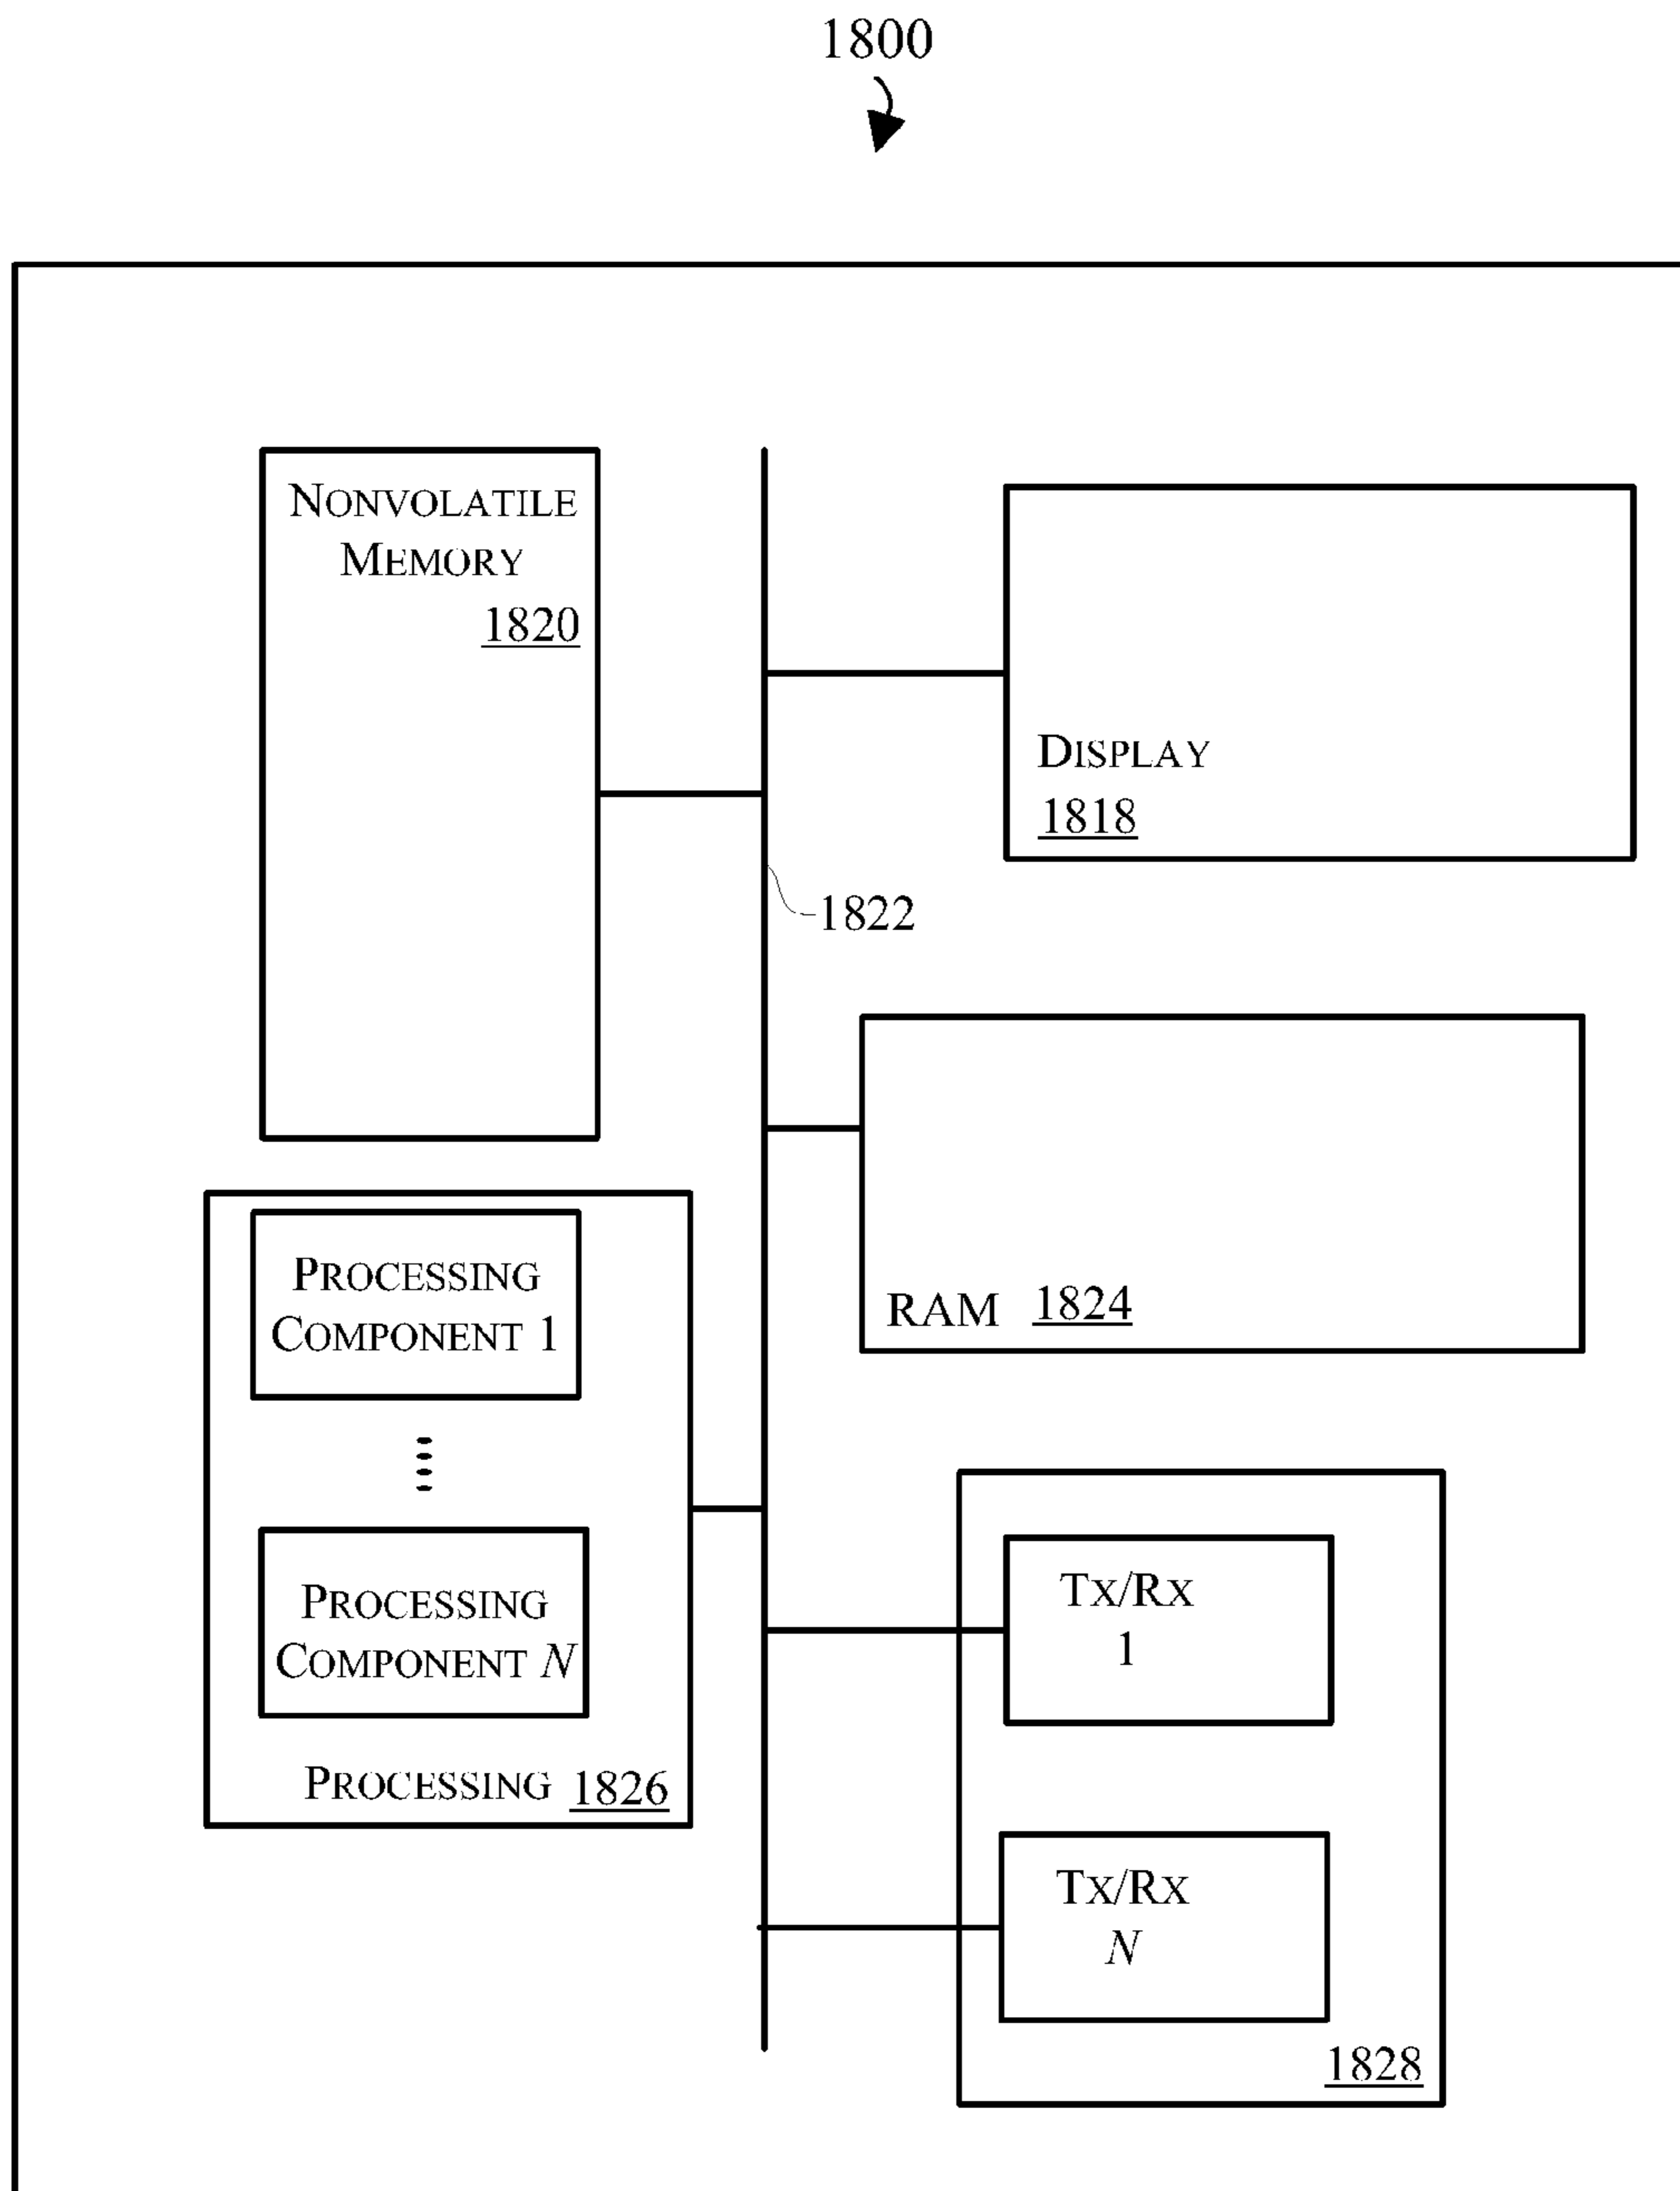 1800
NONVOLATILE
MEMORY
1820
DISPLAY
1818
1822
RAM 1824
PROCESSING
COMPONENT 1
PROCESSING
COMPONENT N
PROCESSING 1826
TX/RX
1
TX/RX
N
1828